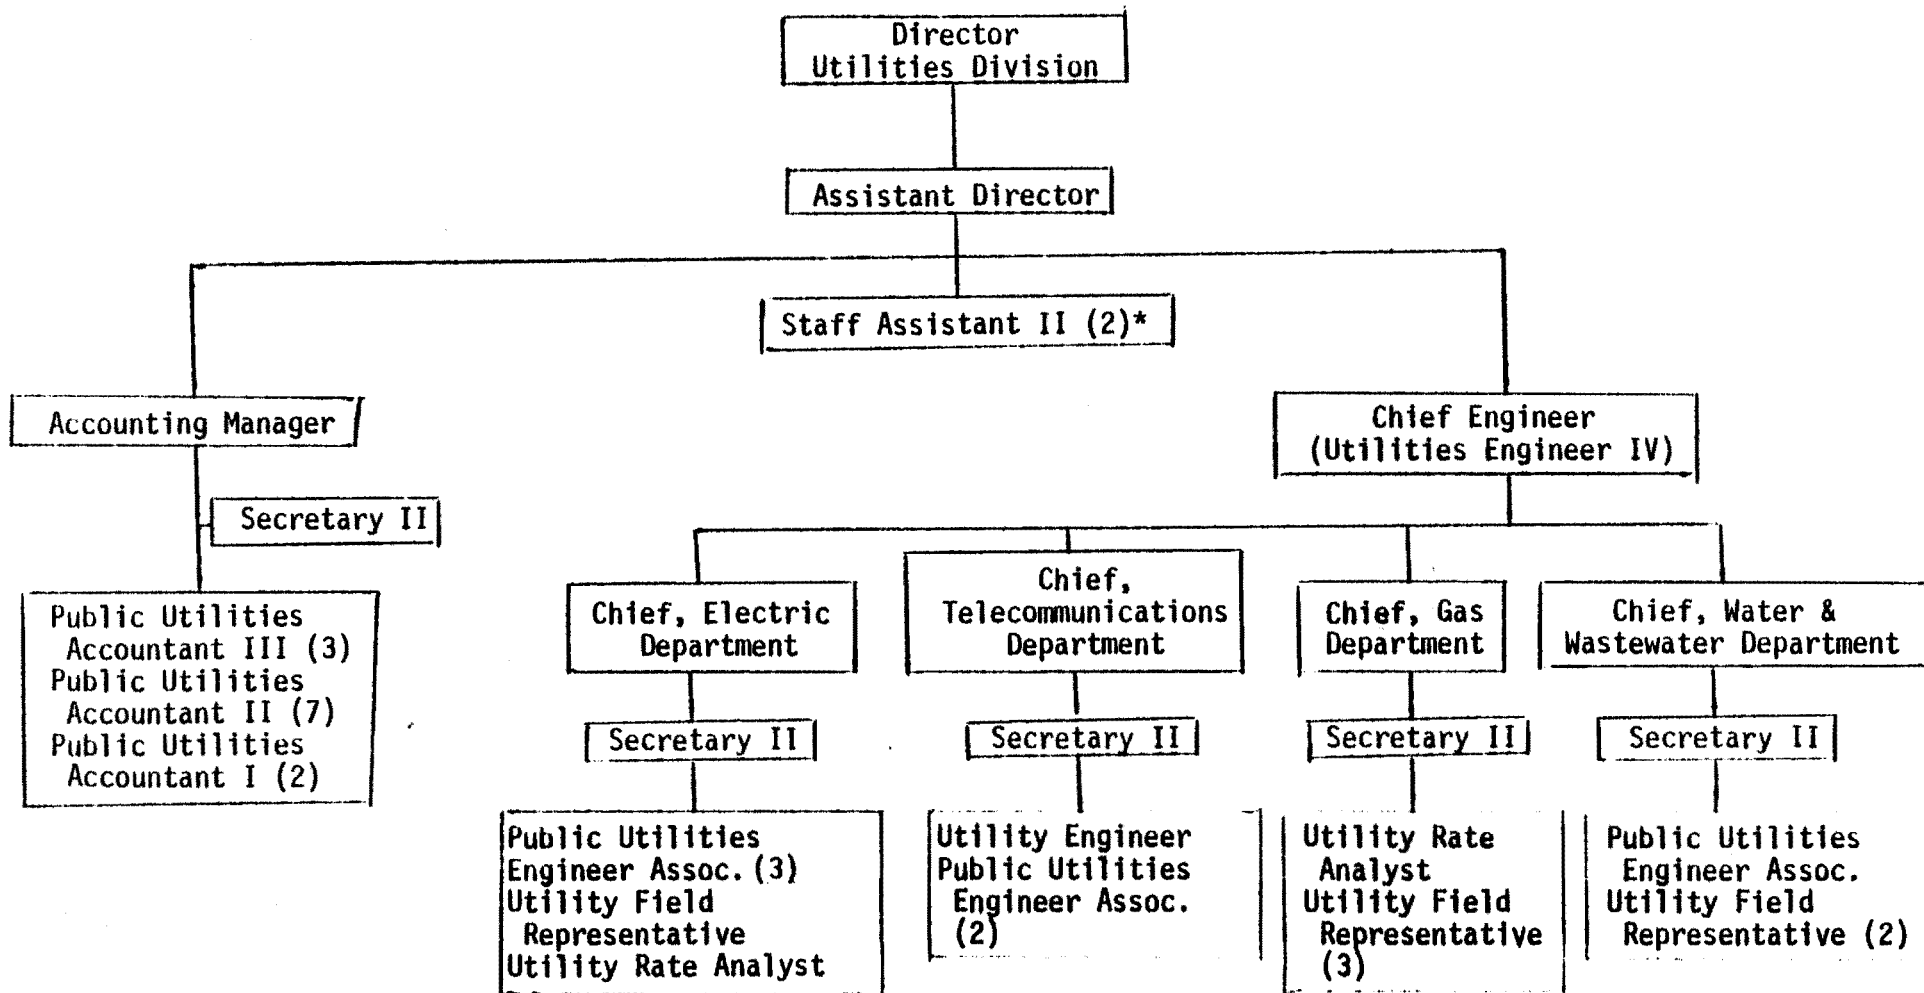 Director
Utilities Division
Assistant Director
Staff Assistant II (2)*
Accounting Manager
Chief Engineer
(Utilities Engineer IV)
Secretary II
Public Utilities
Accountant III (3)
Public Utilities
Accountant II (7)
Public Utilities
Accountant I (2)
Chief, Electric
Department
Chief,
Telecommunications
Department
Chief, Gas
Department
Chief, Water &
Wastewater Department
Secretary II
Secretary II
Secretary II
Secretary II
Public Utilities
Engineer Assoc. (3)
Utility Field
Representative
Utility Rate Analyst
Utility Engineer
Public Utilities
Engineer Assoc.
(2)
Utility Rate
Analyst
Utility Field
Representative
(3)
Public Utilities
Engineer Assoc.
Utility Field
Representative (2)